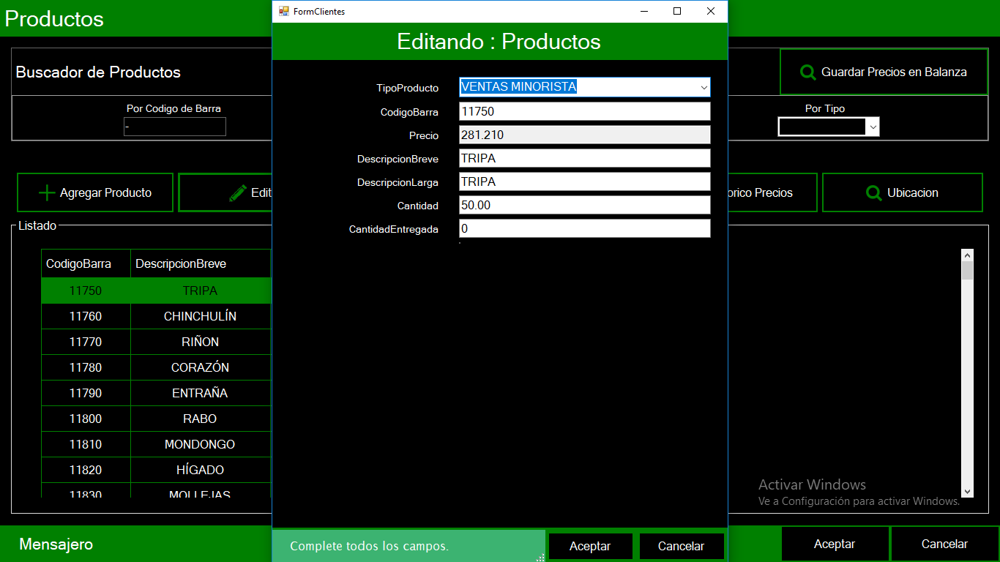 Productos
FormClientes
Editando : Productos
Buscador de Productos
Guardar Precios en Balanza
Por Codigo de Barra
-
Por Tipo
TipoProducto VENTAS MINORISTA
CodigoBarra 11750
Precio 281.210
DescripcionBreve TRIPA
DescripcionLarga TRIPA
Cantidad 50.00
CantidadEntregada 0
Agregar Producto
Edit
orico Precios
Ubicacion
Listado
CodigoBarra DescripcionBreve
11750 TRIPA
11760 CHINCHULÍN
11770 RIÑON
11780 CORAZÓN
11790 ENTRAÑA
11800 RABO
11810 MONDONGO
11820 HÍGADO
11830 MOLLEJAS
Activar Windows
Ve a Configuración para activar Windows.
Mensajero
Complete todos los campos.
Aceptar
Cancelar
Aceptar
Cancelar